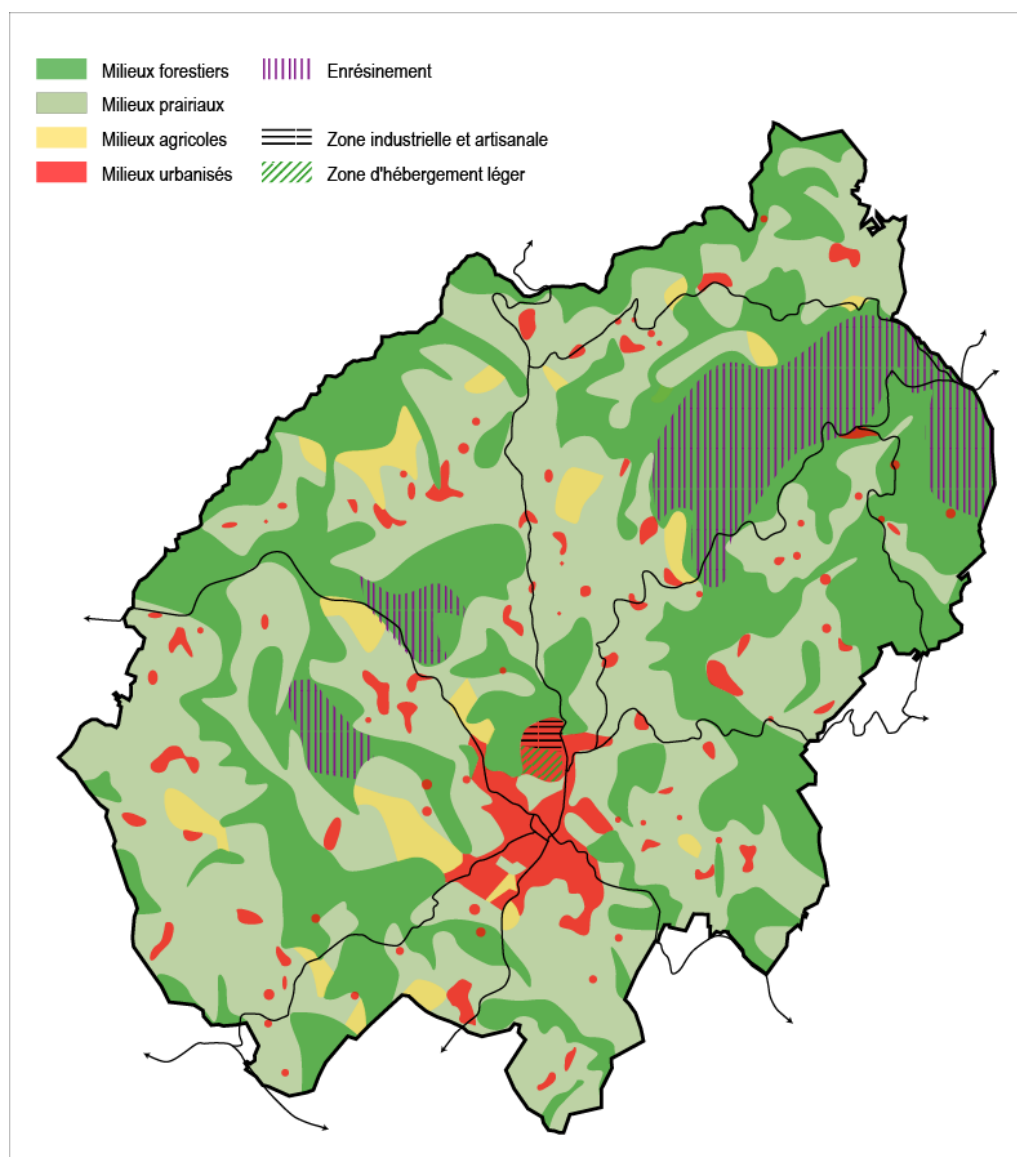 Milieux forestiers
Enrésinement
Milieux prairiaux
Milieux agricoles
Zone industrielle et artisanale
Milieux urbanisés
Zone d'hébergement léger